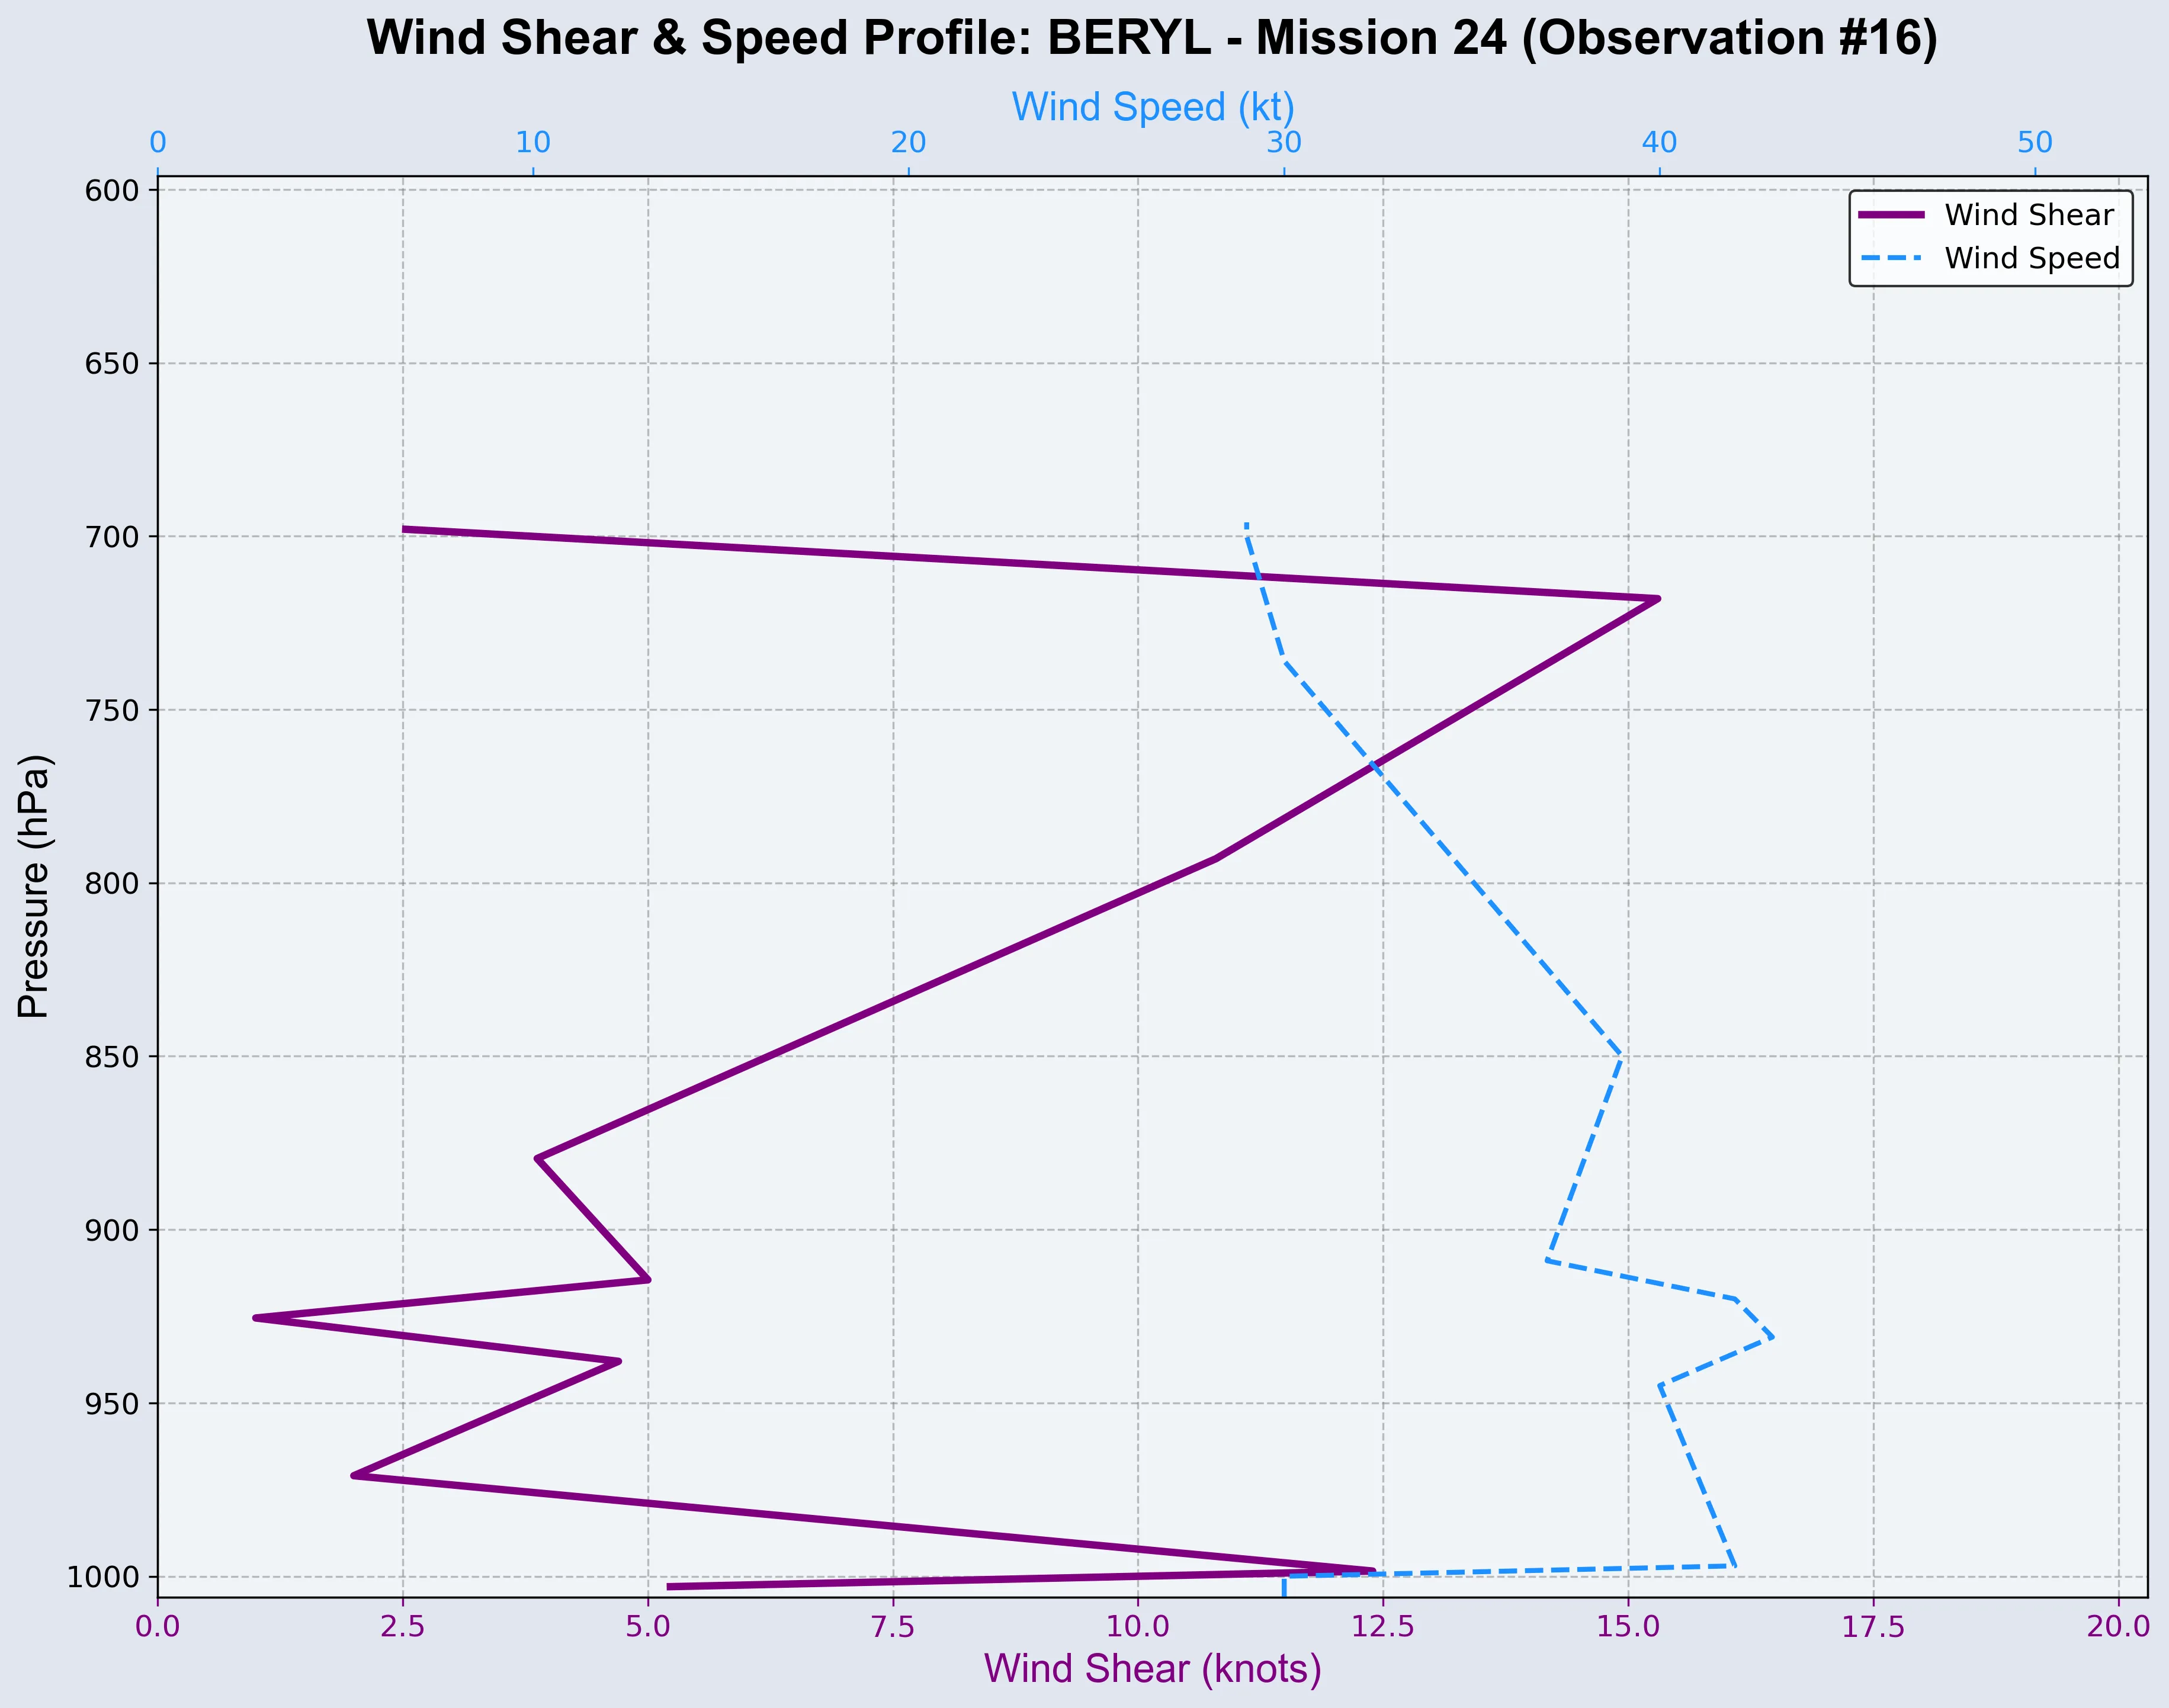 Wind Shear & Speed Profile: BERYL - Mission 24 (Observation #16)
Wind Speed (kt)
0 10 20 30 40 50
Wind Shear
Wind Speed
600
650
700
750
800
850
900
950
1000
Pressure (hPa)
0.0 2.5 5.0 7.5 10.0 12.5 15.0 17.5 20.0
Wind Shear (knots)